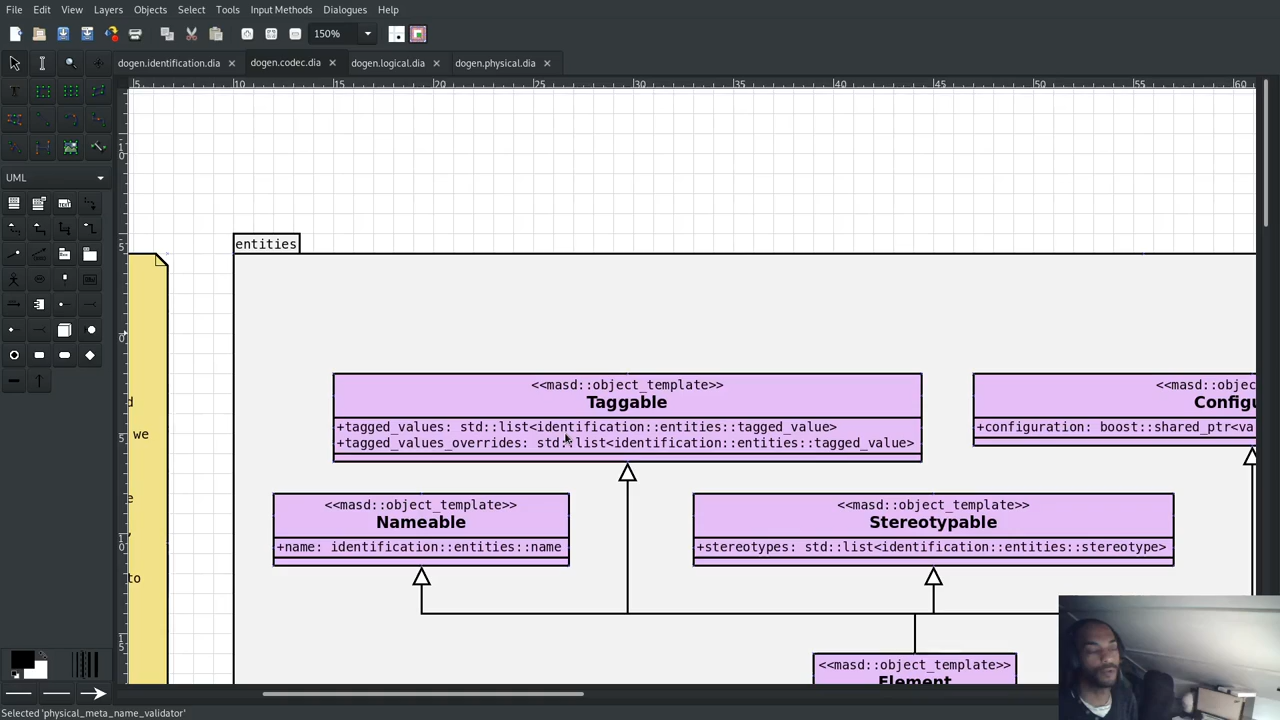 File Edit View Layers Objects Select Tools Input Methods Dialogues Help
150%
dogen.identification.dia dogen.codec.dia dogen.logical.dia dogen.physical.dia
5 10 15 20 25 30 35 40 45 50 55 60
UML
entities
<<masd::object_template>>
Taggable
+tagged_values: std::list<identification::entities::tagged_value>
+tagged_values_overrides: std::list<identification::entities::tagged_value>
<<masd::objec
Configu
+configuration: boost::shared_ptr<va
d
we
e
to
<<masd::object_template>>
Nameable
+name: identification::entities::name
<<masd::object_template>>
Stereotypable
+stereotypes: std::list<identification::entities::stereotype>
<<masd::object_template>>
Element
Selected 'physical_meta_name_validator'